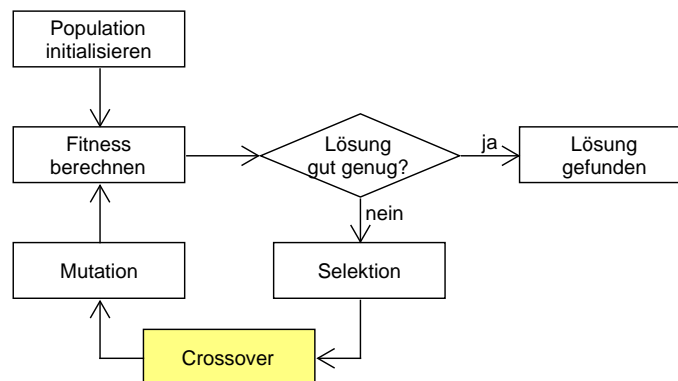 Population
initialisieren
Fitness
berechnen
Lösung
gut genug?
ja
Lösung
gefunden
nein
Selektion
Crossover
Mutation